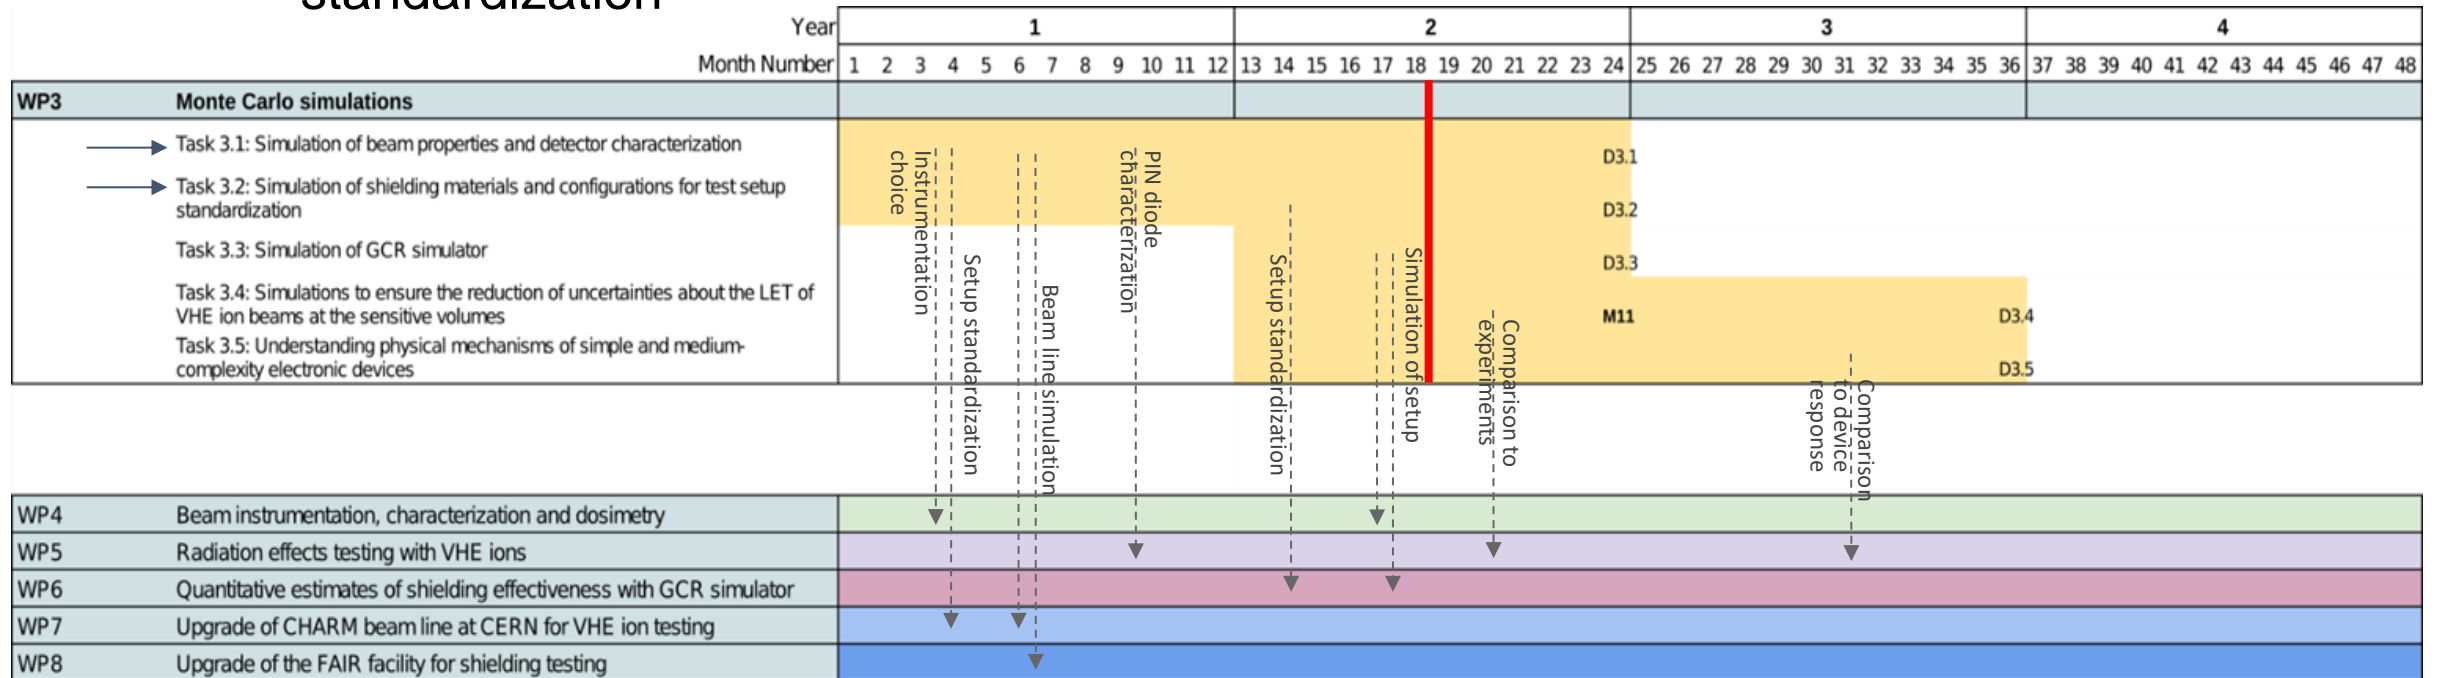 standardization
Year 1 2 3 4
Month Number 1 2 3 4 5 6 7 8 9 10 11 12 13 14 15 16 17 18 19 20 21 22 23 24 25 26 27 28 29 30 31 32 33 34 35 36 37 38 39 40 41 42 43 44 45 46 47 48
WP3 Monte Carlo simulations
Task 3.1: Simulation of beam properties and detector characterization
D3.1
Task 3.2: Simulation of shielding materials and configurations for test setup
standardization
D3.2
Task 3.3: Simulation of GCR simulator
D3.3
Task 3.4: Simulations to ensure the reduction of uncertainties about the LET of
VHE ion beams at the sensitive volumes
M11 D3.4
Task 3.5: Understanding physical mechanisms of simple and medium-
complexity electronic devices
D3.5
Instrumentation
choice
Setup standardization
Beam line simulation
PIN diode
characterization
Setup standardization
Simulation of setup
Comparison to
experiments
Comparison
to device
response
WP4 Beam instrumentation, characterization and dosimetry
WP5 Radiation effects testing with VHE ions
WP6 Quantitative estimates of shielding effectiveness with GCR simulator
WP7 Upgrade of CHARM beam line at CERN for VHE ion testing
WP8 Upgrade of the FAIR facility for shielding testing